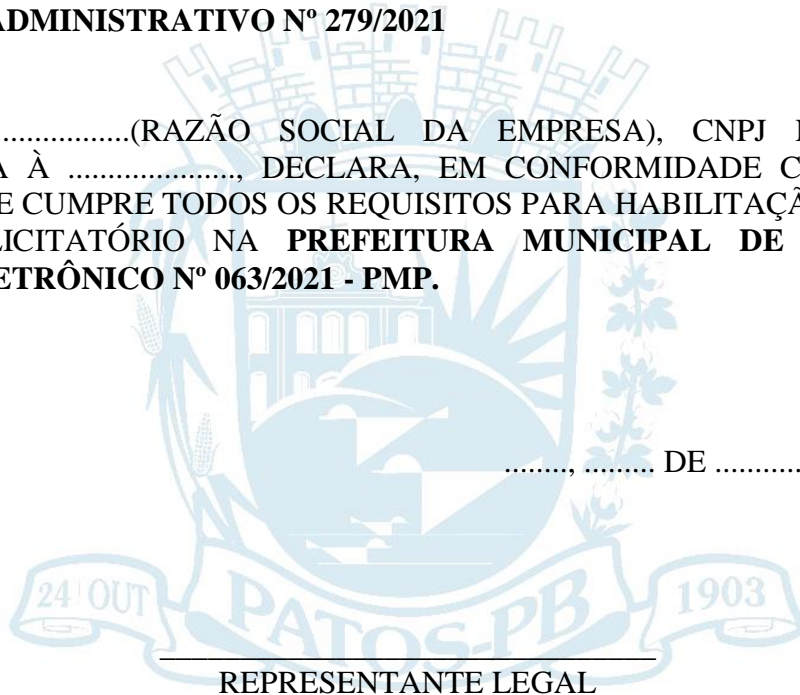 ADMINISTRATIVO Nº 279/2021
................(RAZÃO SOCIAL DA EMPRESA), CNPJ
A À ...................., DECLARA, EM CONFORMIDADE C
E CUMPRE TODOS OS REQUISITOS PARA HABILITAÇÃ
LICITATÓRIO NA PREFEITURA MUNICIPAL DE
ETRÔNICO Nº 063/2021 - PMP.
........, ......... DE ...........
24 OUT PATOS-PB 1903
REPRESENTANTE LEGAL